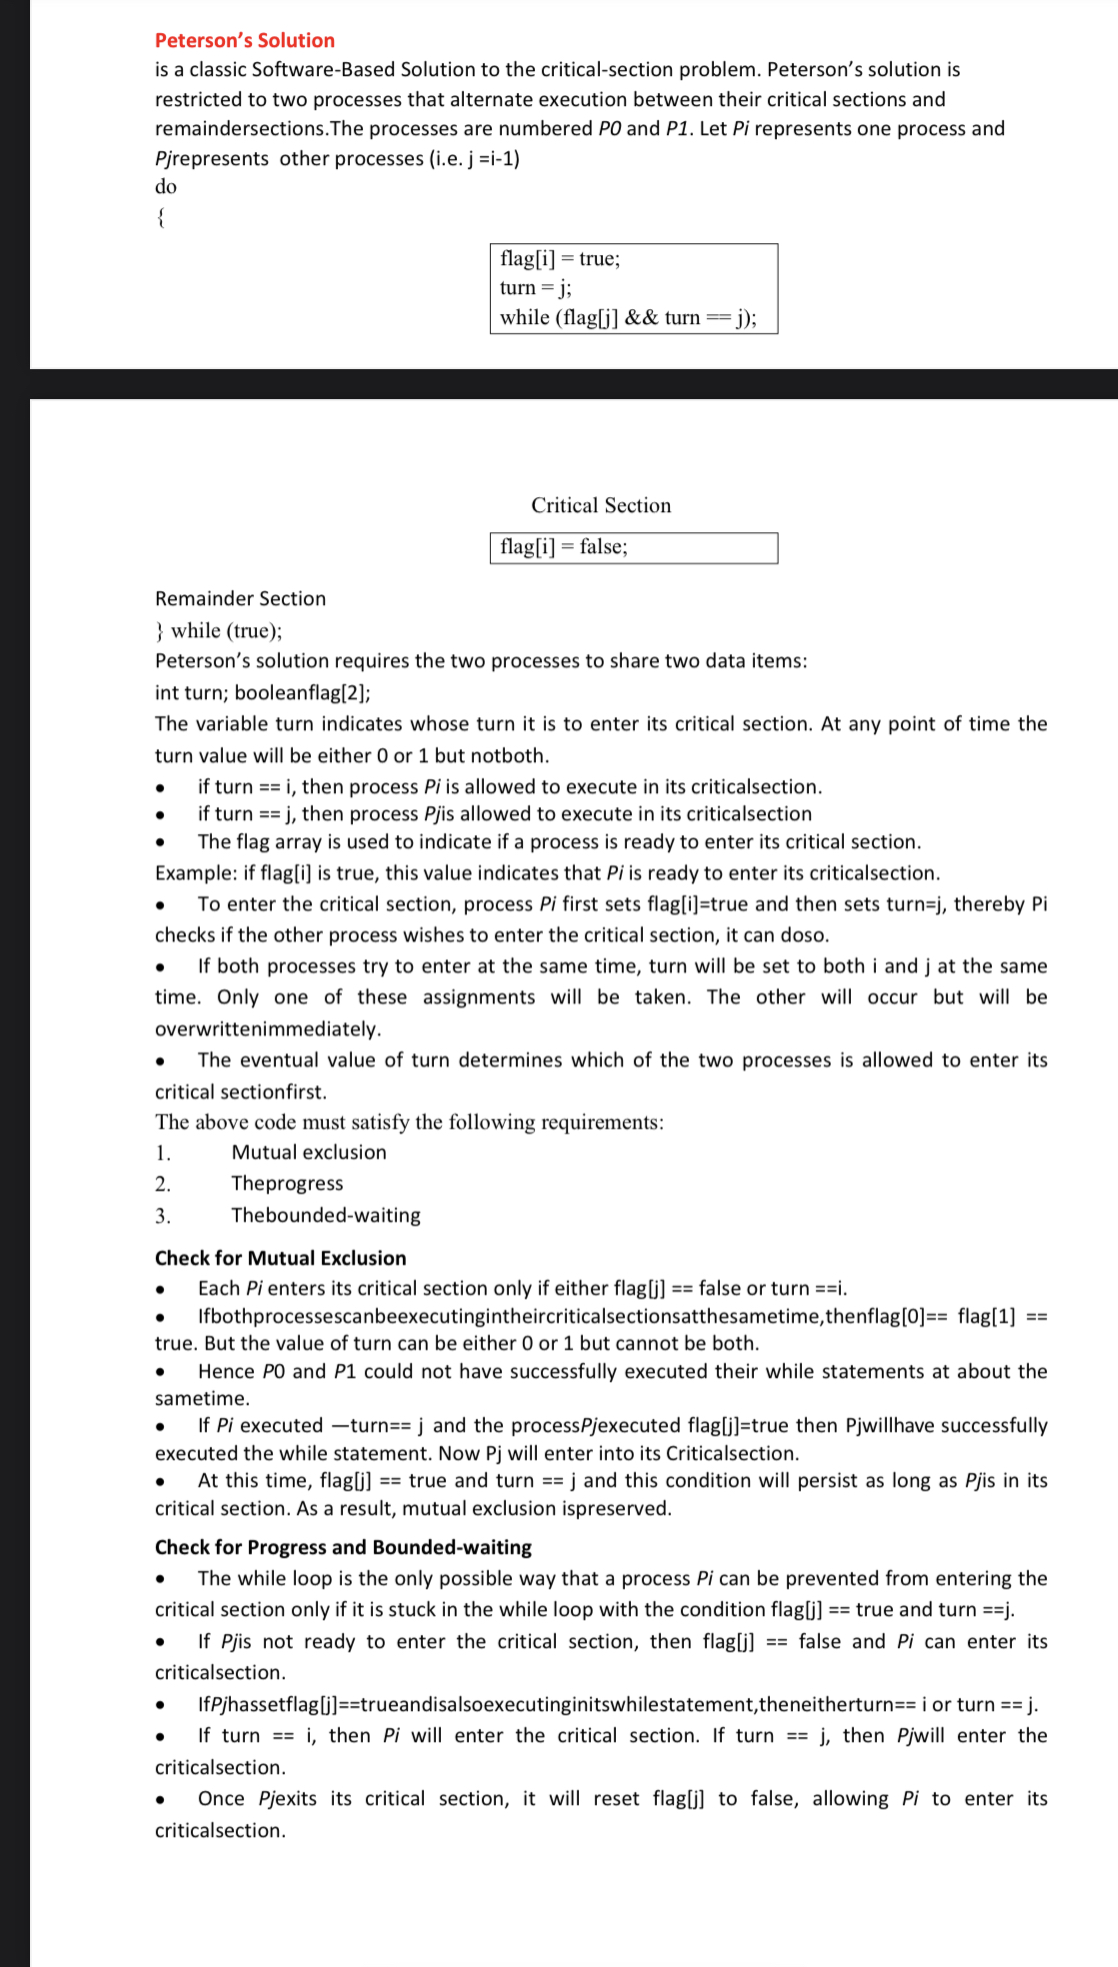 Peterson’s Solution
is a classic Software-Based Solution to the critical-section problem. Peterson’s solution is
restricted to two processes that alternate execution between their critical sections and
remaindersections.The processes are numbered P0 and P1. Let Pi represents one process and
Pjrepresents other processes (i.e. j =i-1)
do
{
flag[i] = true;
turn = j;
while (flag[j] && turn == j);
Critical Section
flag[i] = false;
Remainder Section
} while (true);
Peterson’s solution requires the two processes to share two data items:
int turn; booleanflag[2];
The variable turn indicates whose turn it is to enter its critical section. At any point of time the
turn value will be either 0 or 1 but notboth.
• if turn == i, then process Pi is allowed to execute in its criticalsection.
• if turn == j, then process Pjis allowed to execute in its criticalsection
• The flag array is used to indicate if a process is ready to enter its critical section.
Example: if flag[i] is true, this value indicates that Pi is ready to enter its criticalsection.
• To enter the critical section, process Pi first sets flag[i]=true and then sets turn=j, thereby Pi
checks if the other process wishes to enter the critical section, it can doso.
• If both processes try to enter at the same time, turn will be set to both i and j at the same
time. Only one of these assignments will be taken. The other will occur but will be
overwrittenimmediately.
• The eventual value of turn determines which of the two processes is allowed to enter its
critical sectionfirst.
The above code must satisfy the following requirements:
1. Mutual exclusion
2. Theprogress
3. Thebounded-waiting
Check for Mutual Exclusion
• Each Pi enters its critical section only if either flag[j] == false or turn ==i.
• Ifbothprocessescanbeexecutingintheircriticalsectionsatthesametime,thenflag[0]== flag[1] ==
true. But the value of turn can be either 0 or 1 but cannot be both.
• Hence P0 and P1 could not have successfully executed their while statements at about the
sametime.
• If Pi executed ―turn== j and the processPjexecuted flag[j]=true then Pjwillhave successfully
executed the while statement. Now Pj will enter into its Criticalsection.
• At this time, flag[j] == true and turn == j and this condition will persist as long as Pjis in its
critical section. As a result, mutual exclusion ispreserved.
Check for Progress and Bounded-waiting
• The while loop is the only possible way that a process Pi can be prevented from entering the
critical section only if it is stuck in the while loop with the condition flag[j] == true and turn ==j.
• If Pjis not ready to enter the critical section, then flag[j] == false and Pi can enter its
criticalsection.
• IfPjhassetflag[j]==trueandisalsoexecutinginitswhilestatement,theneitherturn== i or turn == j.
• If turn == i, then Pi will enter the critical section. If turn == j, then Pjwill enter the
criticalsection.
• Once Pjexits its critical section, it will reset flag[j] to false, allowing Pi to enter its
criticalsection.